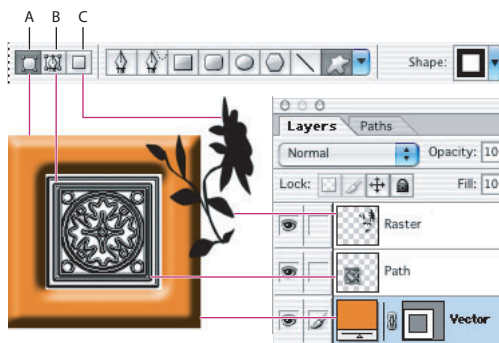 A B C
Shape:
Layers Paths
Normal Opacity: 10
Lock: Fill: 10
Raster
Path
Vector